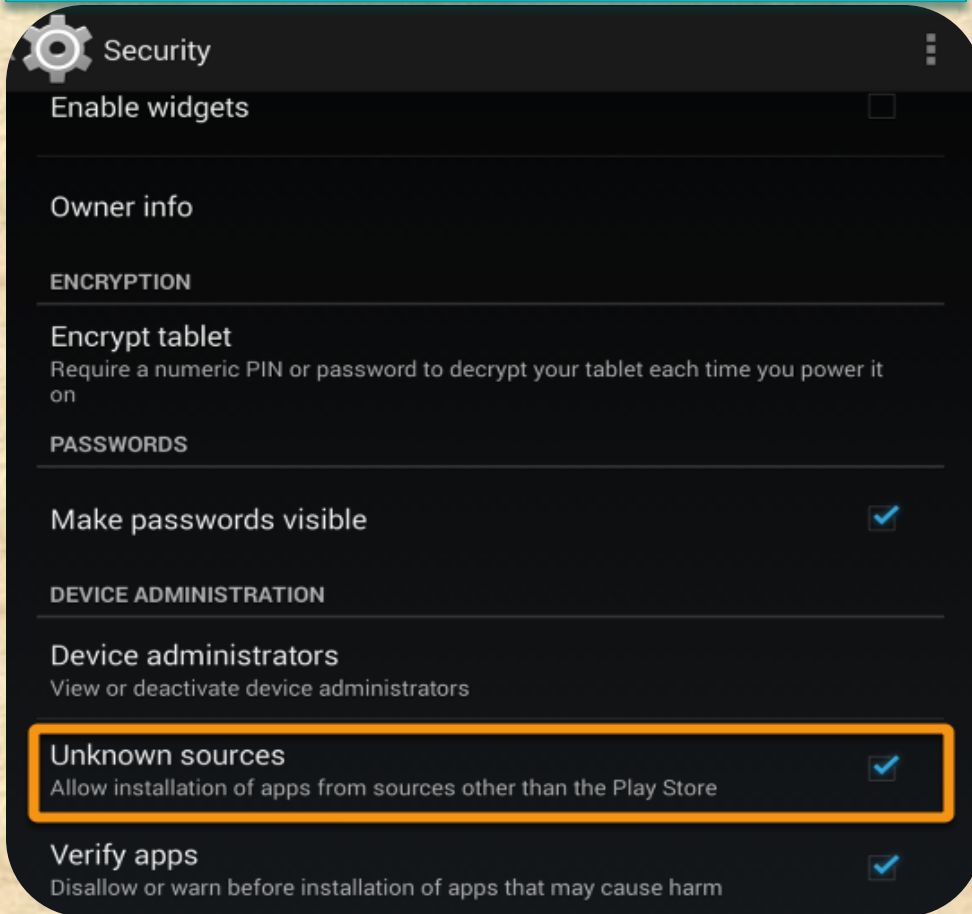 Security
Enable widgets
Owner info
ENCRYPTION
Encrypt tablet
Require a numeric PIN or password to decrypt your tablet each time you power it
on
PASSWORDS
Make passwords visible
DEVICE ADMINISTRATION
Device administrators
View or deactivate device administrators
Unknown sources
Allow installation of apps from sources other than the Play Store
Verify apps
Disallow or warn before installation of apps that may cause harm